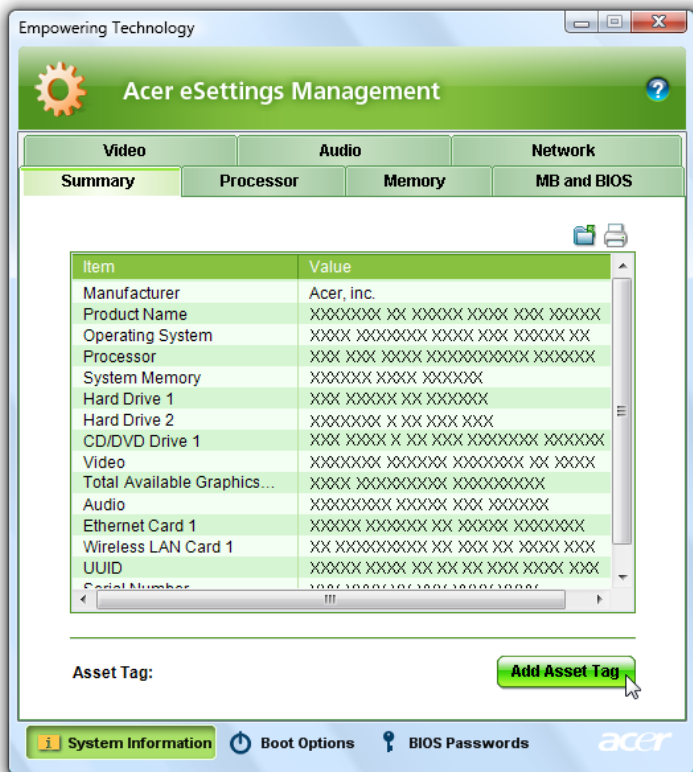 Empowering Technology
Acer eSettings Management
Video Audio Network
Summary Processor Memory MB and BIOS
Item Value
Manufacturer Acer, inc.
Product Name XXXXXXX XX XXXXX XXXX XXX XXXXX
Operating System XXXX XXXXXXX XXXX XXX XXXXX XX
Processor XXX XXX XXXX XXXXXXXXXX XXXXXX
System Memory XXXXXX XXXX XXXXXX
Hard Drive 1 XXX XXXXX XX XXXXXX
Hard Drive 2 XXXXXXX X XX XXX XXX
CD/DVD Drive 1 XXX XXXX X XX XXX XXXXXXX XXXXXX
Video XXXXXXX XXXXXX XXXXXXX XX XXXX
Total Available Graphics... XXXXXX XXXXXXXXX XXXXXXXXX
Audio XXXXXXXX XXXXX XXX XXXXXX
Ethernet Card 1 XXXXX XXXXXX XX XXXXX XXXXXXX
Wireless LAN Card 1 XX XXXXXXXXX XX XXX XX XXXX XXX
UUID XXXXX XXXX XX XX XX XXX XXXX XXX
Serial Number
Asset Tag: Add Asset Tag
System Information Boot Options BIOS Passwords acer